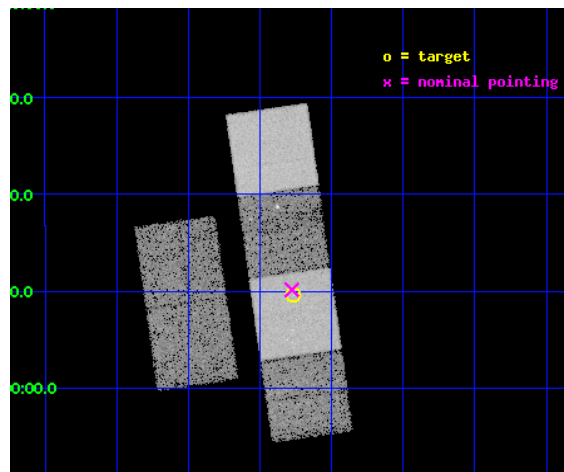 o = target
x = nominal pointing
0.0
0.0
0.0
0:00.0